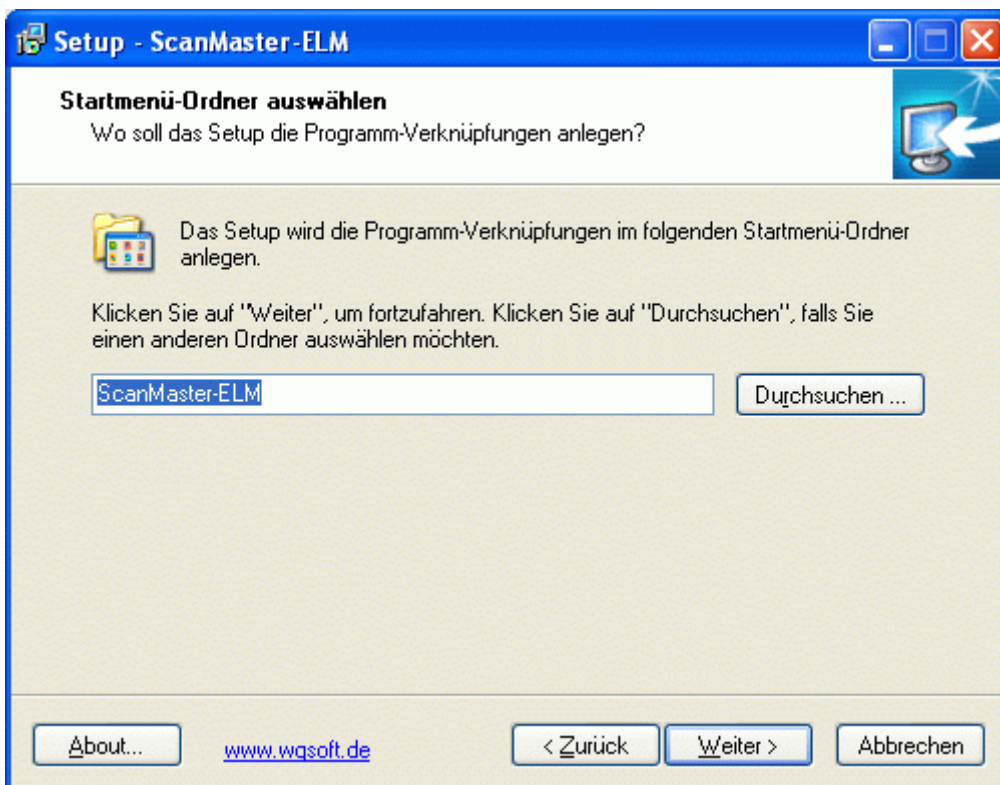 Setup - ScanMaster-ELM
Startmenü-Ordner auswählen
Wo soll das Setup die Programm-Verknüpfungen anlegen?
Das Setup wird die Programm-Verknüpfungen im folgenden Startmenü-Ordner
anlegen.
Klicken Sie auf "Weiter", um fortzufahren. Klicken Sie auf "Durchsuchen", falls Sie
einen anderen Ordner auswählen möchten.
ScanMaster-ELM
Durchsuchen ...
About...
www.wgsoft.de
< Zurück
Weiter >
Abbrechen